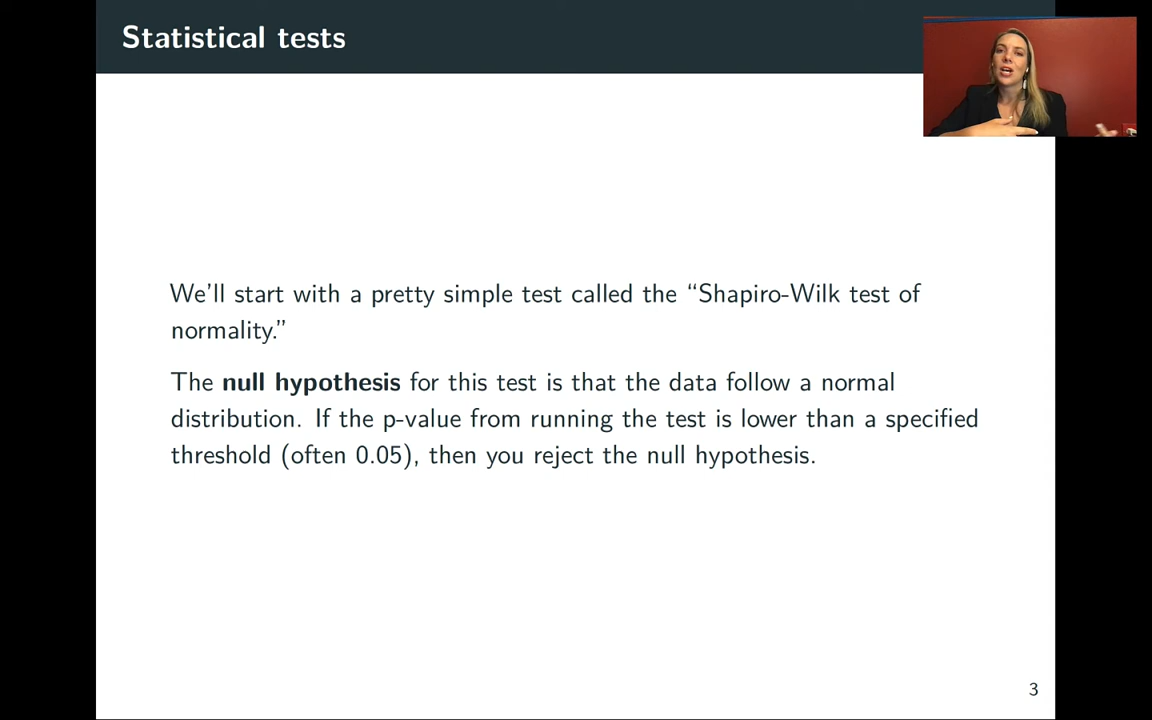 Statistical tests
We'll start with a pretty simple test called the “Shapiro-Wilk test of
normality.”
The null hypothesis for this test is that the data follow a normal
distribution. If the p-value from running the test is lower than a specified
threshold (often 0.05), then you reject the null hypothesis.
3